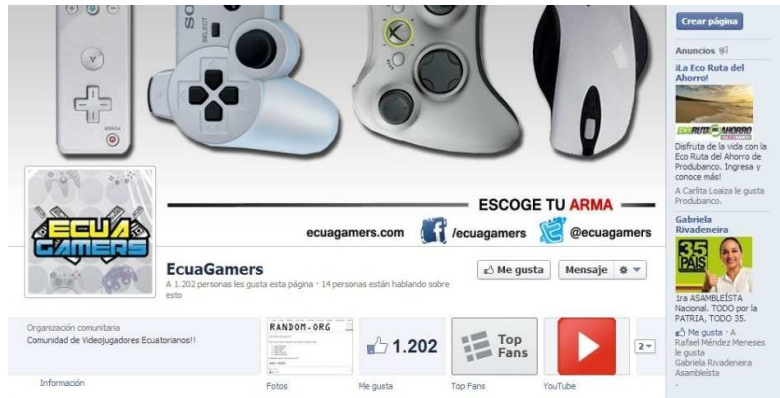 POWER
SELECT
ECUA
GAMERS
ESCOGE TU ARMA
ecuagamers.com
/ecuagamers
@ecuagamers
EcuaGamers
A 1.202 personas les gusta esta página · 14 personas están hablando sobre
esto
Me gusta
Mensaje
Organización comunitaria
Comunidad de Videojugadores Ecuatorianos!!
Información
RANDOM.ORG
Fotos
1.202
Me gusta
Top
Fans
Top Fans
YouTube
2
Crear página
Anuncios
¡La Eco Ruta del
Ahorro!
ECORUTA DEL AHORRO
Disfruta de la vida con la
Eco Ruta del Ahorro de
Produbanco. Ingresa y
conoce más!
A Carlita Loaiza le gusta
Produbanco.
Gabriela
Rivadeneira
35
PAIS
1ra ASAMBLEÍSTA
Nacional. TODO por la
PATRIA, TODO 35.
Me gusta · A
Rafael Méndez Meneses
le gusta
Gabriela Rivadeneira
Asambleísta
.